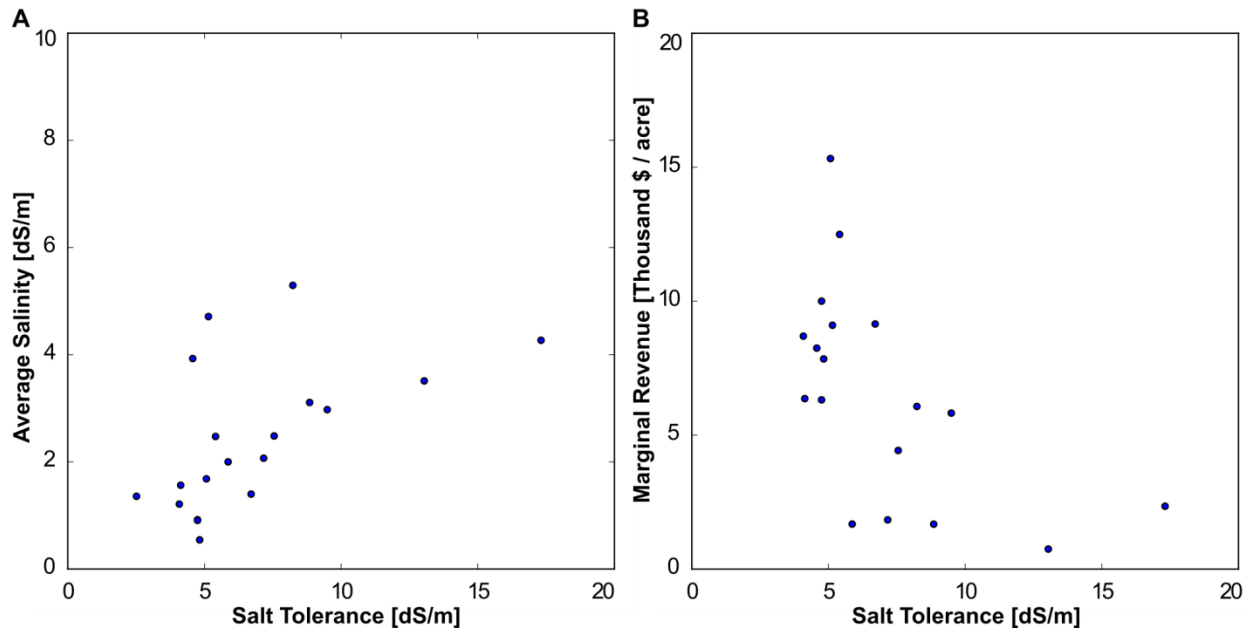 A
Average Salinity [dS/m]
10
8
6
4
2
0
0 5 10 15 20
Salt Tolerance [dS/m]
B
Marginal Revenue [Thousand $ / acre]
20
15
10
5
0
0 5 10 15 20
Salt Tolerance [dS/m]